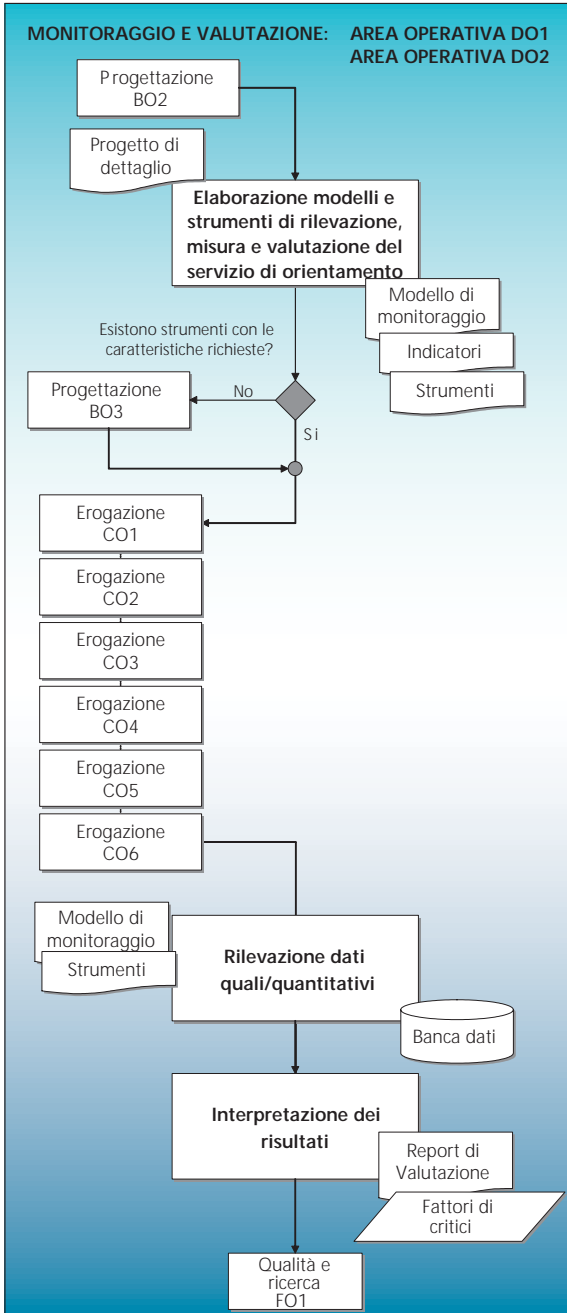 MONITORAGGIO E VALUTAZIONE: AREA OPERATIVA DO1
AREA OPERATIVA DO2
Progettazione
BO2
Progetto di
dettaglio
Elaborazione modelli e
strumenti di rilevazione,
misura e valutazione del
servizio di orientamento
Modello di
monitoraggio
Indicatori
Strumenti
Esistono strumenti con le
caratteristiche richieste?
No
Progettazione
BO3
Si
Erogazione
CO1
Erogazione
CO2
Erogazione
CO3
Erogazione
CO4
Erogazione
CO5
Erogazione
CO6
Modello di
monitoraggio
Strumenti
Rilevazione dati
quali/quantitativi
Banca dati
Interpretazione dei
risultati
Report di
Valutazione
Fattori di
critici
Qualità e
ricerca
FO1